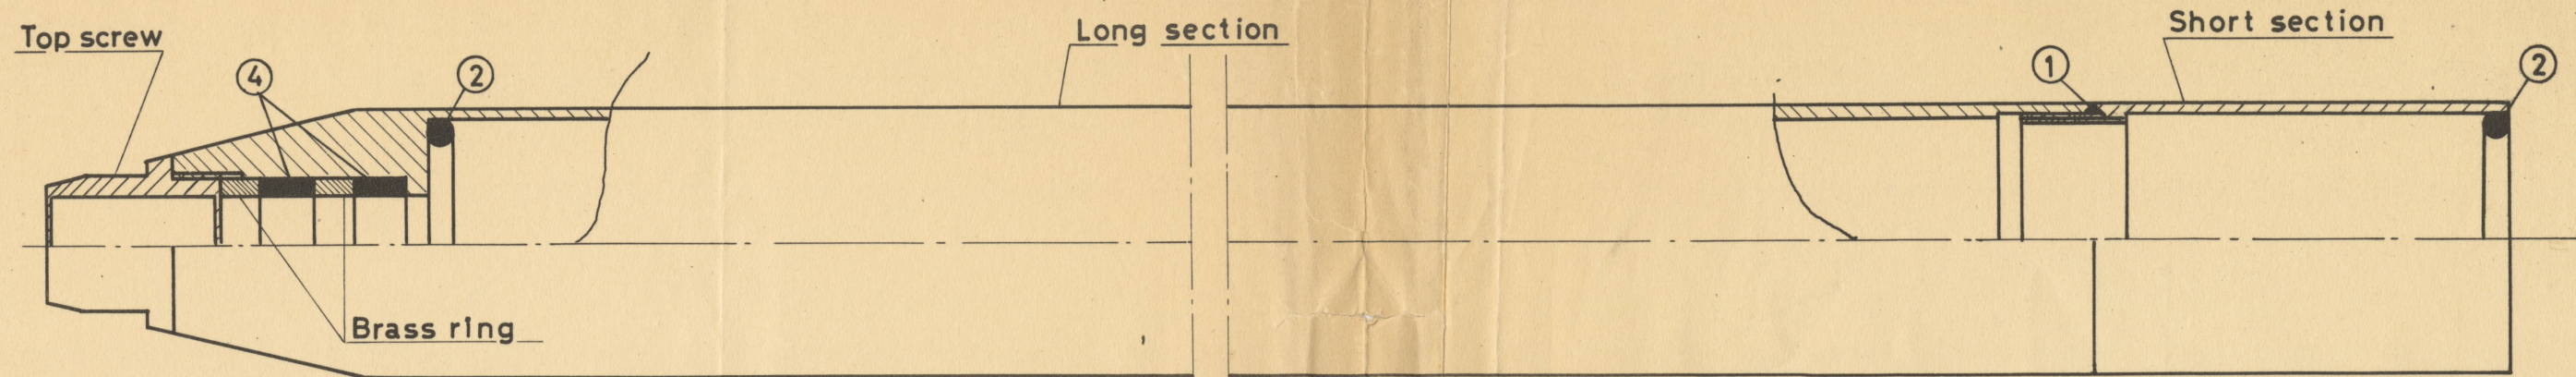 Top screw
4
2
Long section
1
Short section
2
Brass ring